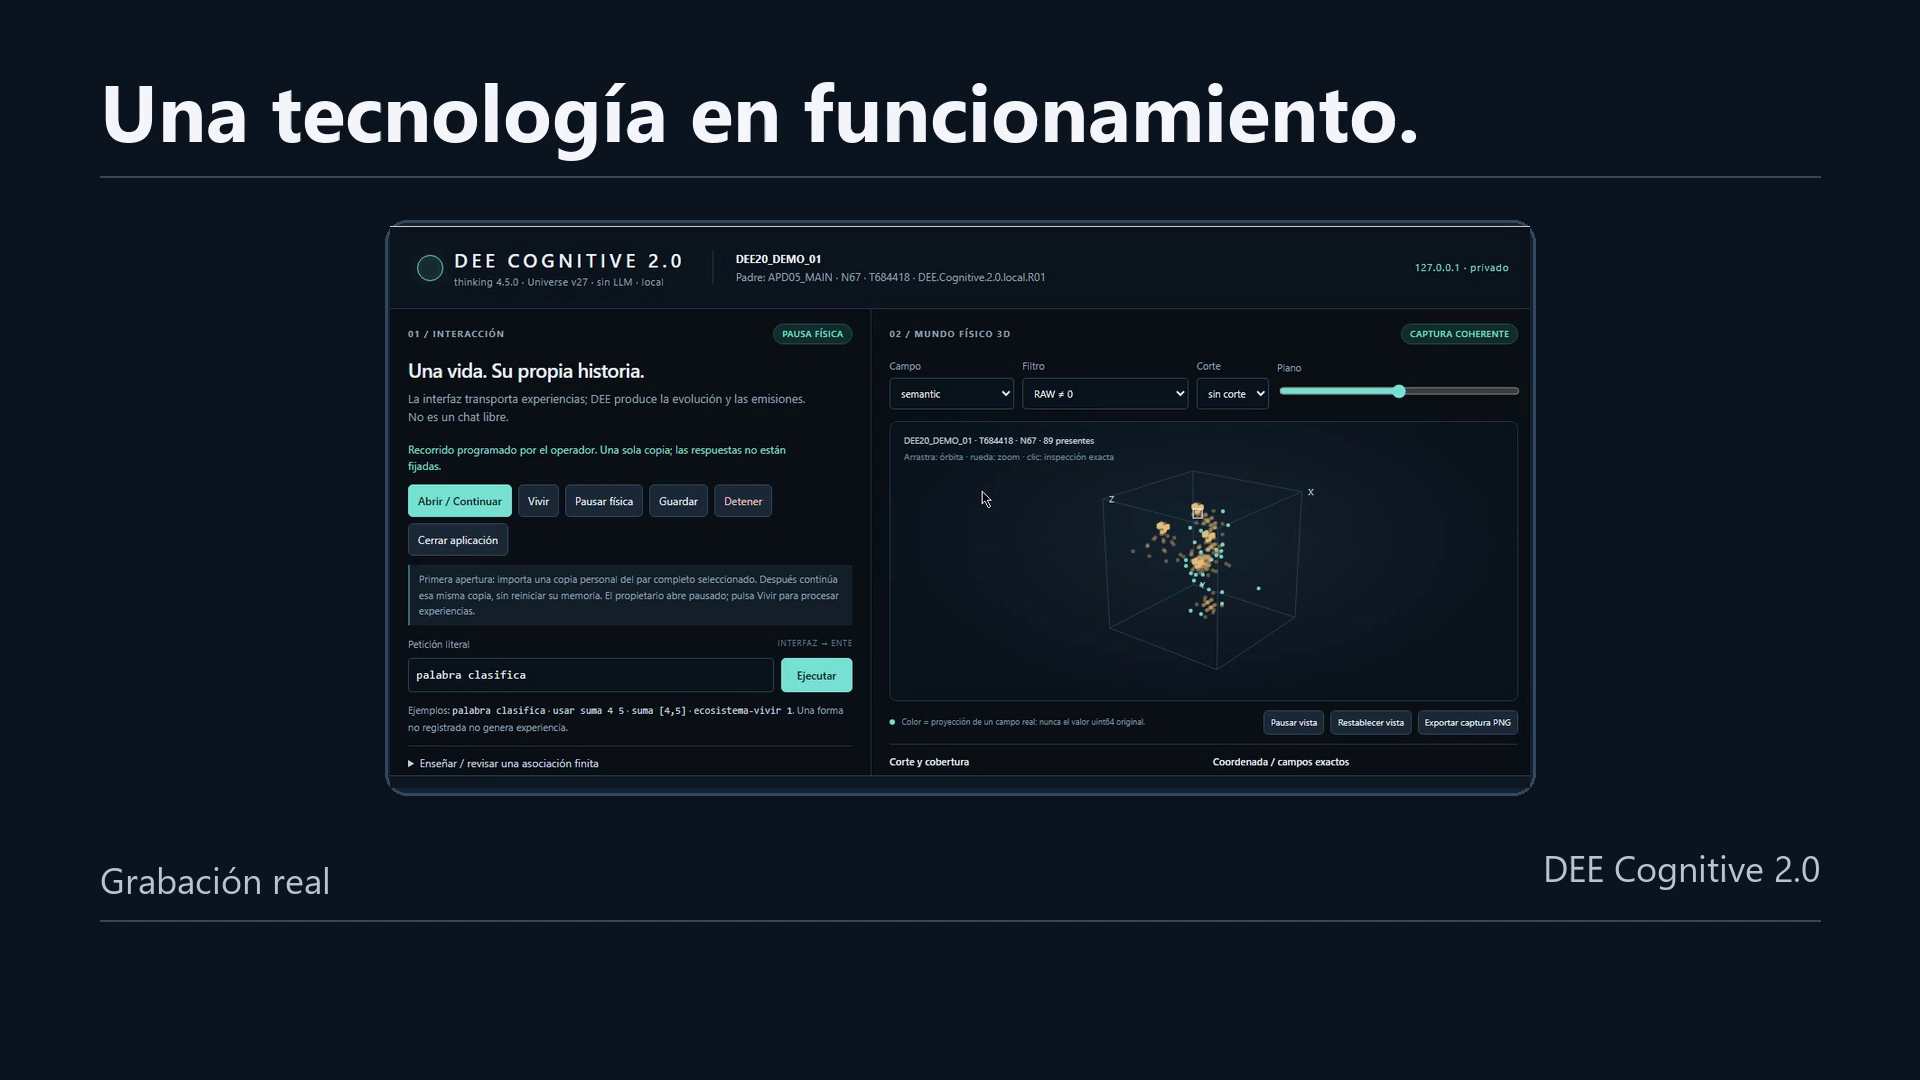 Una tecnología en funcionamiento.
DEE COGNITIVE 2.0
thinking 4.5.0 · Universe v27 · sin LLM · local
DEE20_DEMO_01
Padre: APD05_MAIN · N67 · T684418 · DEE.Cognitive.2.0.local.R01
127.0.0.1 · privado
01 / INTERACCIÓN
PAUSA FÍSICA
Una vida. Su propia historia.
La interfaz transporta experiencias; DEE produce la evolución y las emisiones.
No es un chat libre.
Recorrido programado por el operador. Una sola copia; las respuestas no están
fijadas.
Abrir / Continuar
Vivir
Pausar física
Guardar
Detener
Cerrar aplicación
Primera apertura: importa una copia personal del par completo seleccionado. Después continúa
esa misma copia, sin reiniciar su memoria. El propietario abre pausado; pulsa Vivir para procesar
experiencias.
Petición literal
INTERFAZ → ENTE
palabra clasifica
Ejecutar
Ejemplos: palabra clasifica · usar suma 4 5 · suma [4,5] · ecosistema-vivir 1. Una forma
no registrada no genera experiencia.
▶ Enseñar / revisar una asociación finita
02 / MUNDO FÍSICO 3D
CAPTURA COHERENTE
Campo
Filtro
Corte
Plano
semantic
RAW ≠ 0
sin corte
DEE20_DEMO_01 · T684418 · N67 · 89 presentes
Arrastra: órbita · rueda: zoom · clic: inspección exacta
Z
X
Y
Color = proyección de un campo real; nunca el valor uint64 original.
Pausar vista
Restablecer vista
Exportar captura PNG
Corte y cobertura
Coordenada / campos exactos
Grabación real
DEE Cognitive 2.0